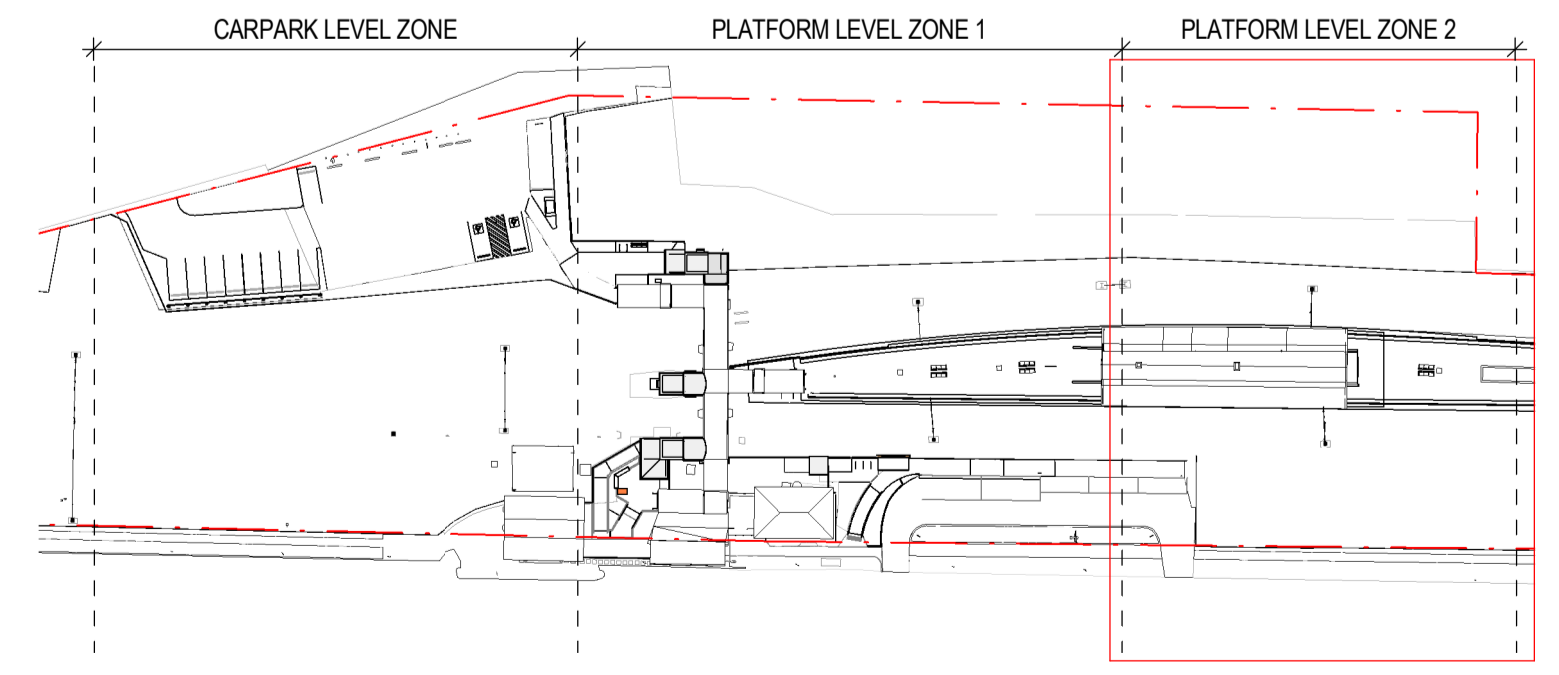 CARPARK LEVEL ZONE
PLATFORM LEVEL ZONE 1
PLATFORM LEVEL ZONE 2